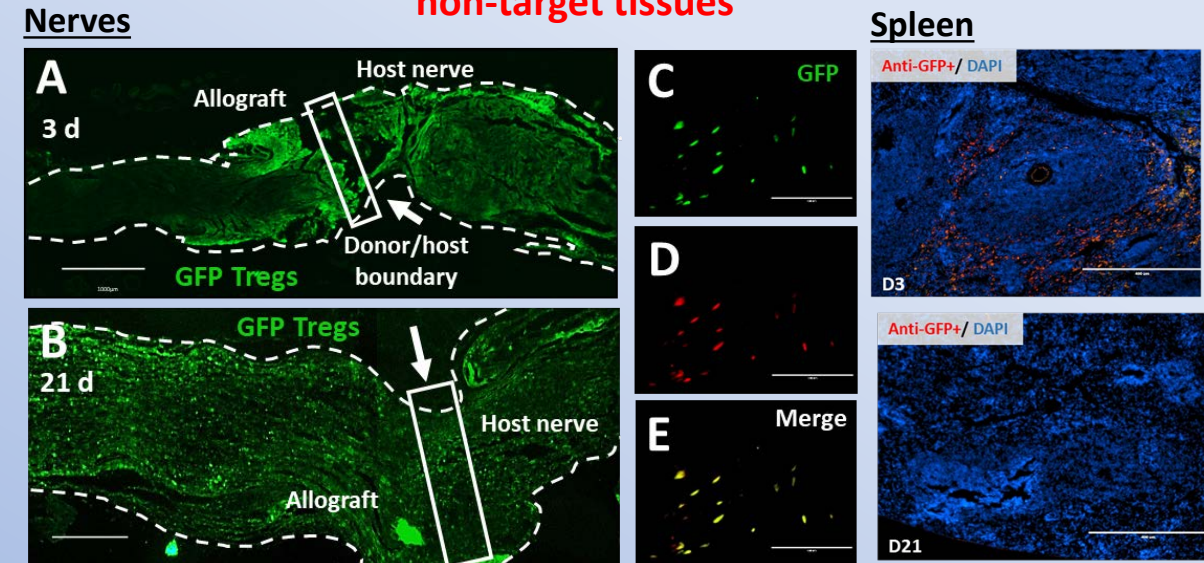 non-target tissues
Nerves
Spleen
A
3 d
Allograft
Host nerve
Donor/host
boundary
GFP Tregs
1000μm
B
21 d
GFP Tregs
Host nerve
Allograft
C
GFP
D
E
Merge
Anti-GFP+/ DAPI
D3
Anti-GFP+/ DAPI
D21